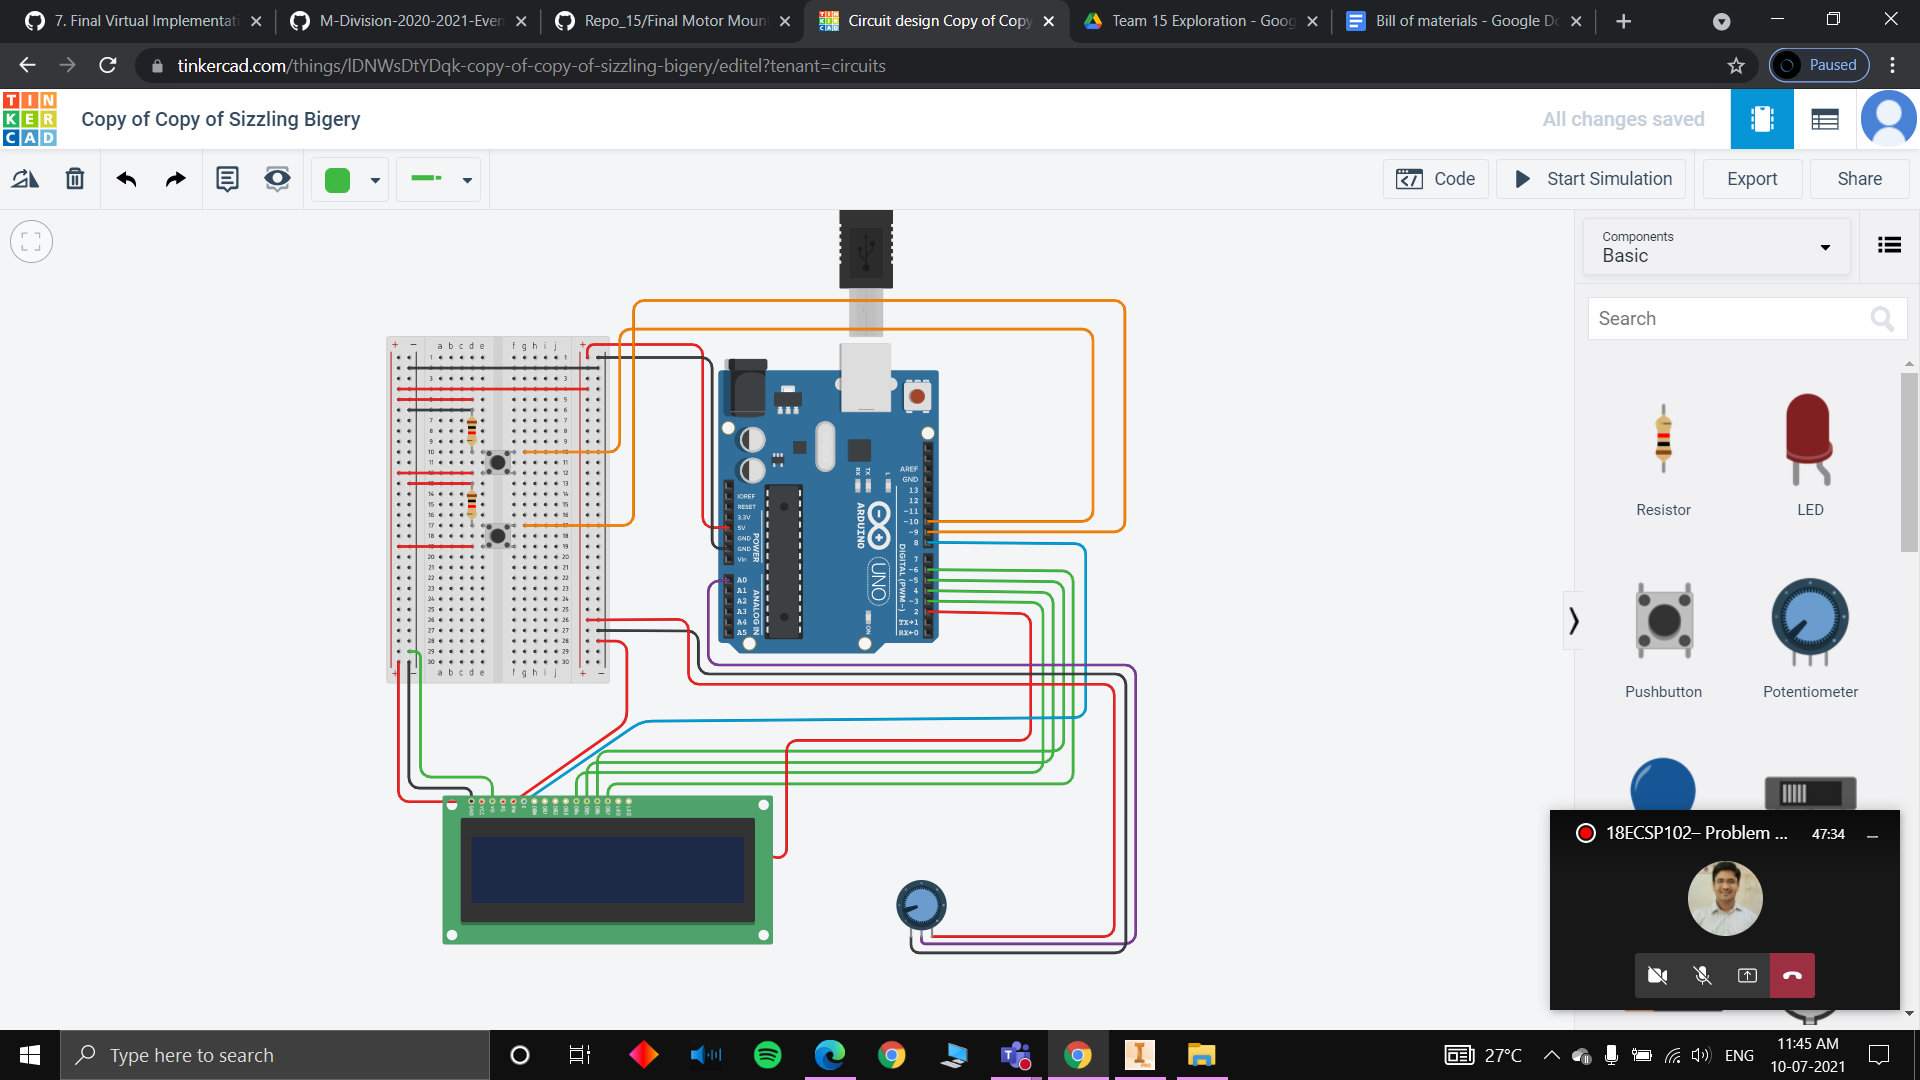 7. Final Virtual Implementati
M-Division-2020-2021-Even
Repo_15/Final Motor Moun
Circuit design Copy of Copy
Team 15 Exploration - Goog
Bill of materials - Google Do
tinkercad.com/things/lDNWsDtYDqk-copy-of-copy-of-sizzling-bigery/editel?tenant=circuits
Paused
TIN
KER
CAD
Copy of Copy of Sizzling Bigery
All changes saved
Code
Start Simulation
Export
Share
Components
Basic
Search
Resistor
LED
Pushbutton
Potentiometer
a b c d e
f g h i j
IOREF
RESET
3.3V
5V
GND
GND
Vin
POWER
A0
A1
A2
A3
A4
A5
ANALOG IN
AREF
GND
13
12
~11
~10
~9
8
7
~6
~5
4
~3
2
TX→1
RX←0
DIGITAL (PWM~)
TX
RX
L
ARDUINO
UNO
ON
a b c d e
f g h i j
18ECSP102– Problem ...
47:34
Type here to search
27°C
ENG
11:45 AM
10-07-2021